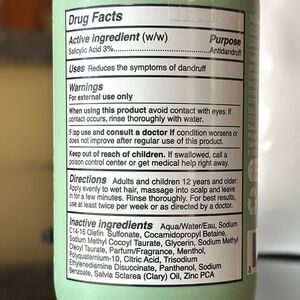 Drug Facts
Active ingredient (w/w) Purpose
Salicylic Acid 3% Antidandruff
Uses Reduces the symptoms of dandruff
Warnings
For external use only
When using this product avoid contact with eyes. If
contact occurs, rinse thoroughly with water.
Stop use and consult a doctor if condition worsens or
does not improve after regular use of this product.
Keep out of reach of children. If swallowed, call a
poison control center or get medical help right away.
Directions Adults and children 12 years and older:
Apply evenly to wet hair, massage into scalp and leave
in for a few minutes. Rinse thoroughly. For best results,
use at least twice per week or as directed by a doctor.
Inactive ingredients Aqua/Water/Eau, Sodium
C14-16 Olefin Sulfonate, Cocamidopropyl Betaine,
Sodium Methyl Cocoyl Taurate, Glycerin, Sodium Methyl
Oleoyl Taurate, Parfum/Fragrance, Menthol,
Polyquaternium-10, Citric Acid, Trisodium
Ethylenediamine Disuccinate, Panthenol, Sodium
Benzoate, Salvia Sclarea (Clary) Oil, Zinc PCA